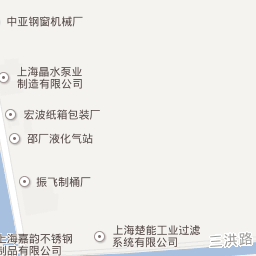 中亚钢窗机械厂
上海晶水泵业
制造有限公司
宏波纸箱包装厂
邵厂液化气站
振飞制桶厂
上海楚能工业过滤
系统有限公司
三洪路
上海嘉韵不锈钢
制品有限公司